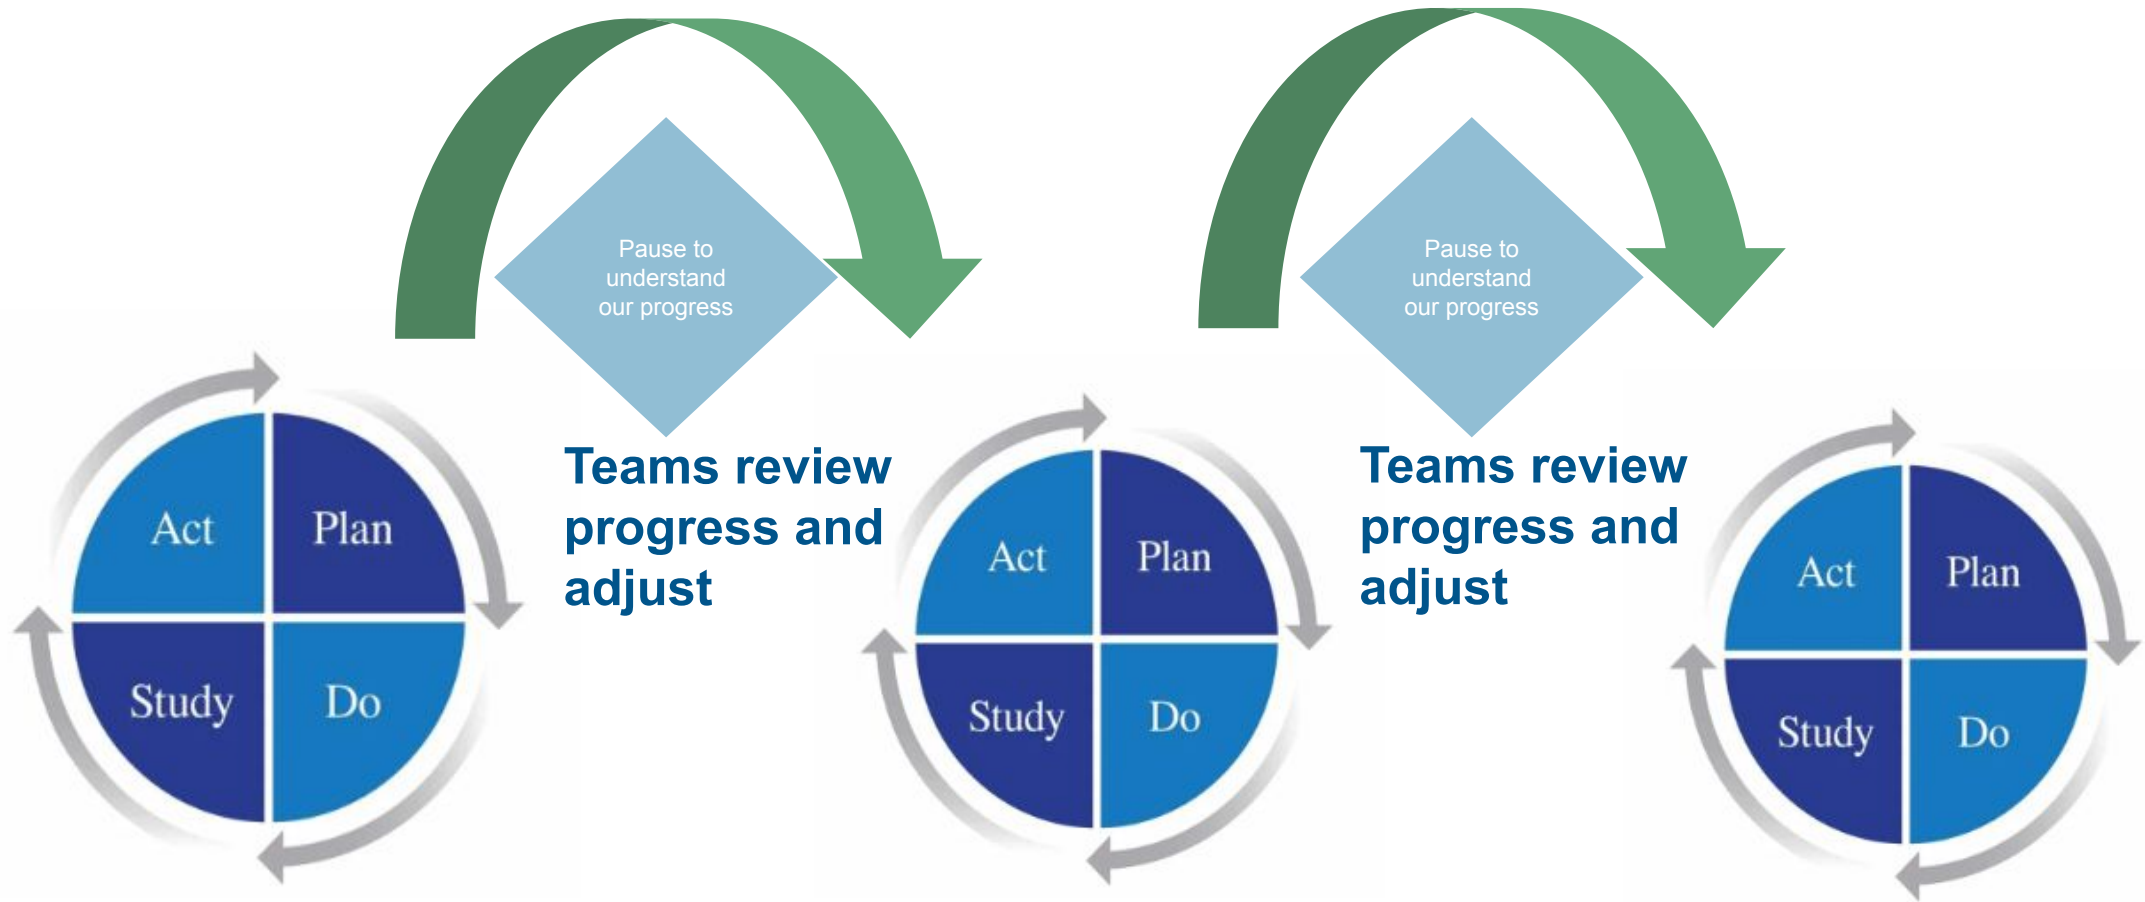 Pause to
understand
our progress
Pause to
understand
our progress
Teams review
progress and
adjust
Teams review
progress and
adjust
Act
Plan
Study
Do
Act
Plan
Study
Do
Act
Plan
Study
Do